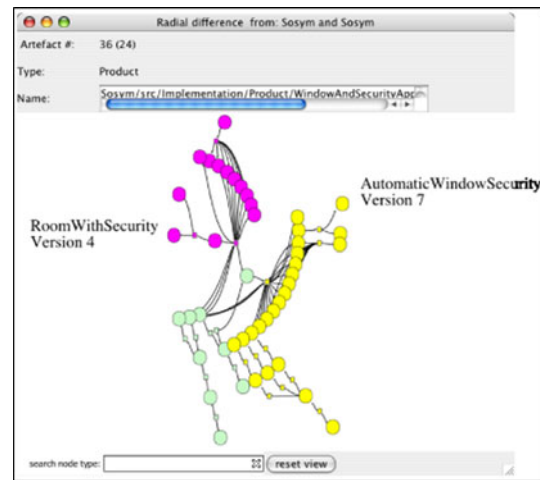 Radial difference from: Sosym and Sosym
Artefact #: 36 (24)
Type: Product
Name: Sosym/src/Implementation/Product/WindowAndSecurityApp
AutomaticWindowSecurity
Version 7
RoomWithSecurity
Version 4
search node type:
reset view